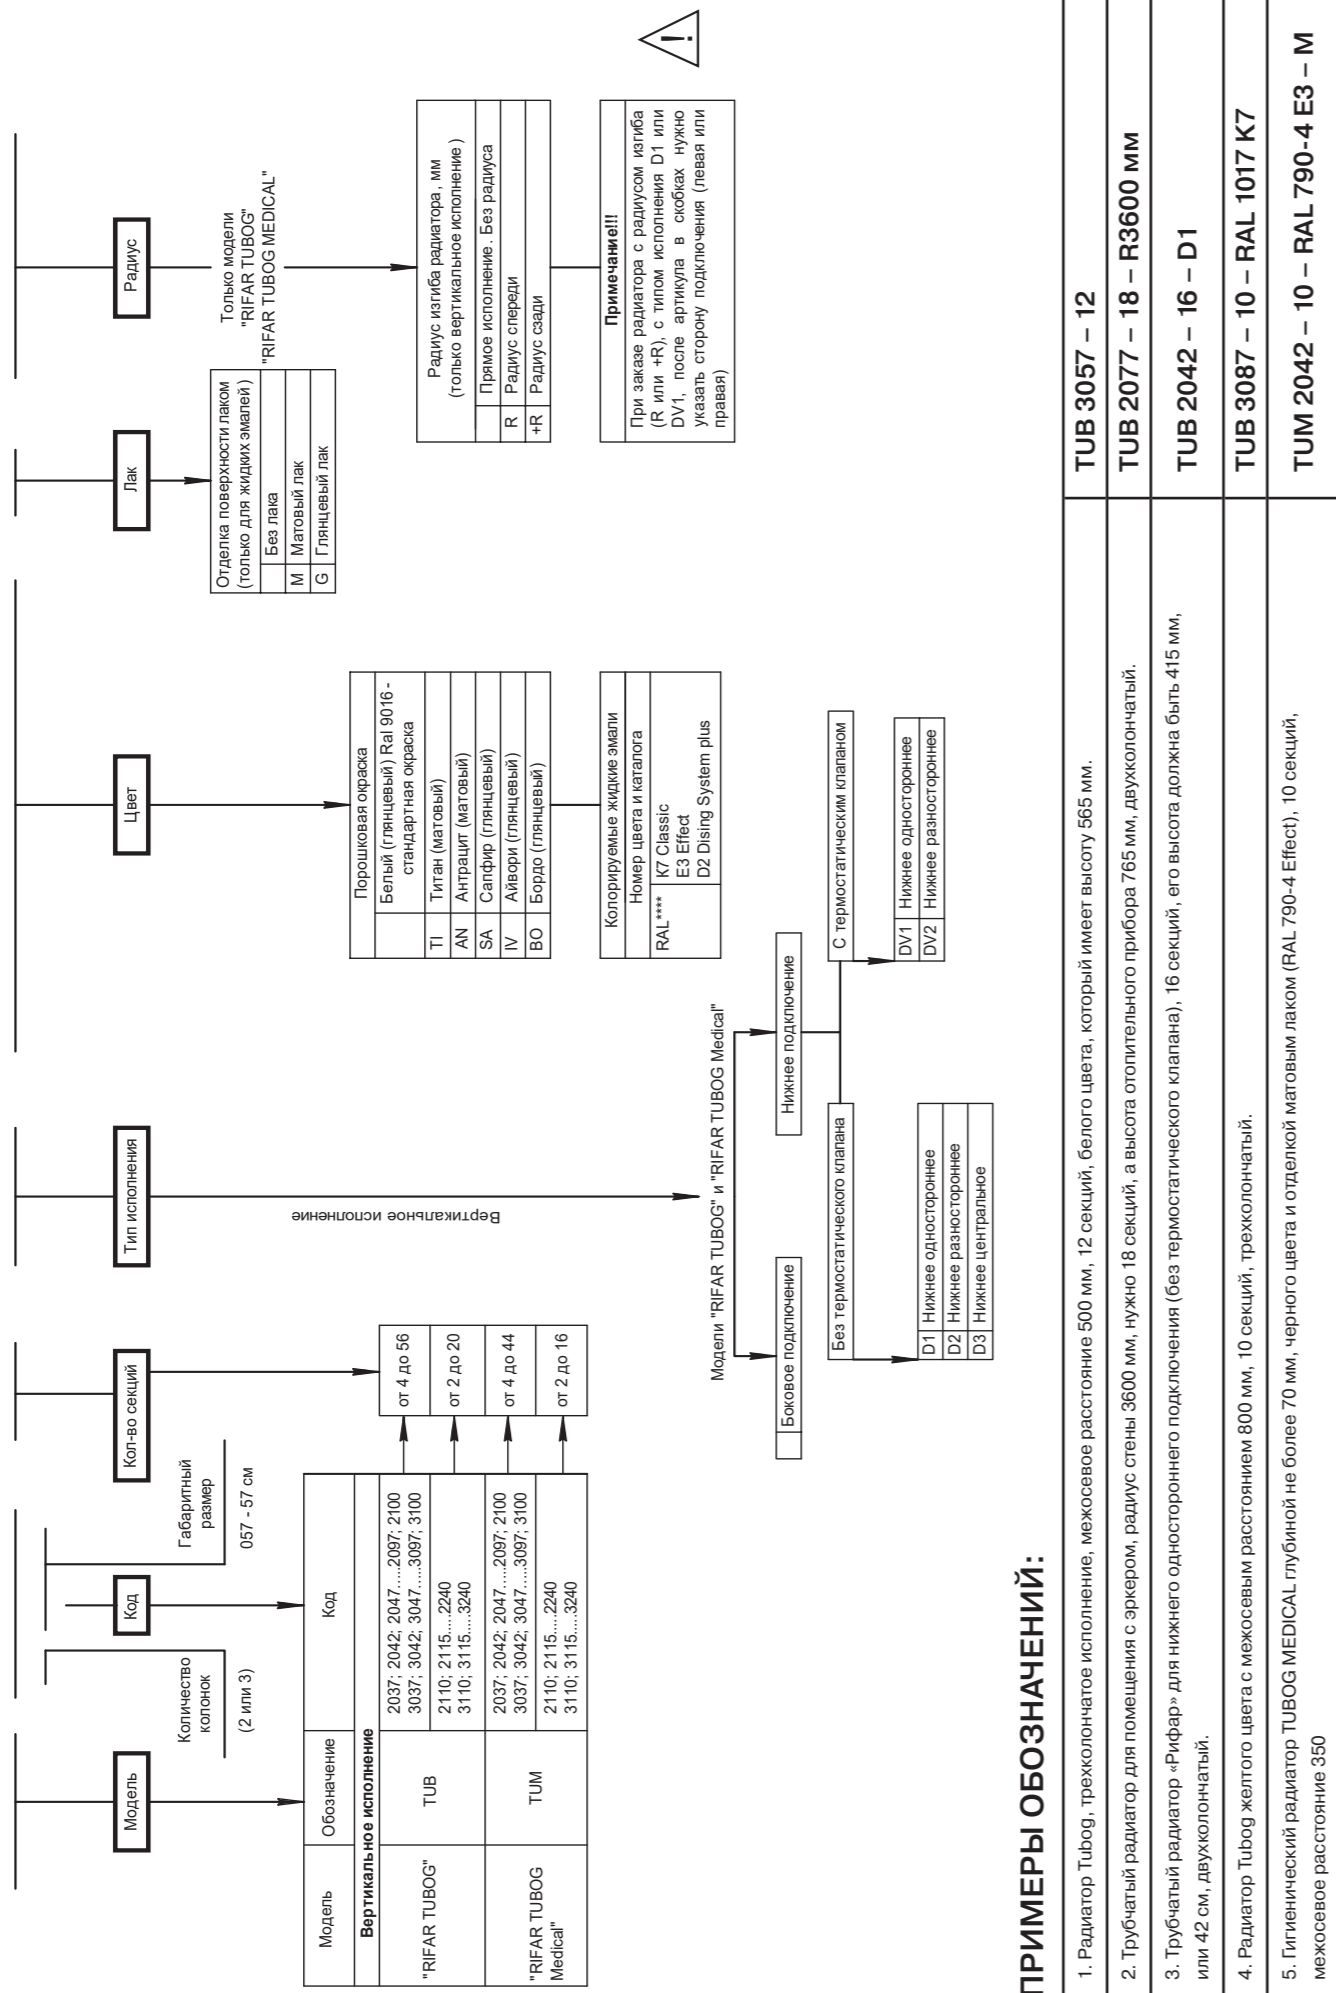 Модель
Количество
колонок
(2 или 3)
Код
Габаритный
размер
057 - 57 см
Кол-во секций
Тип исполнения
Цвет
Лак
Радиус
Модель
Обозначение
Код
Вертикальное исполнение
"RIFAR TUBOG"
TUB
2037; 2042; 2047.....2097; 2100
3037; 3042; 3047.....3097; 3100
от 4 до 56
2110; 2115.....2240
3110; 3115.....3240
от 2 до 20
"RIFAR TUBOG
Medical"
TUM
2037; 2042; 2047.....2097; 2100
3037; 3042; 3047.....3097; 3100
от 4 до 44
2110; 2115.....2240
3110; 3115.....3240
от 2 до 16
Вертикальное исполнение
Модели "RIFAR TUBOG" и "RIFAR TUBOG Medical"
Боковое подключение
Нижнее подключение
Без термостатического клапана
С термостатическим клапаном
D1 Нижнее одностороннее
D2 Нижнее разностороннее
D3 Нижнее центральное
DV1 Нижнее одностороннее
DV2 Нижнее разностороннее
Порошковая окраска
Белый (глянцевый) Ral 9016 -
стандартная окраска
TI Титан (матовый)
AN Антрацит (матовый)
SA Сапфир (глянцевый)
IV Айвори (глянцевый)
BO Бордо (глянцевый)
Колорируемые жидкие эмали
Номер цвета и каталога
RAL**** K7 Classic
E3 Effect
D2 Dising System plus
Отделка поверхности лаком
(только для жидких эмалей)
Без лака
M Матовый лак
G Глянцевый лак
Только модели
"RIFAR TUBOG"
"RIFAR TUBOG MEDICAL"
Радиус изгиба радиатора, мм
(только вертикальное исполнение)
Прямое исполнение. Без радиуса
R Радиус спереди
+R Радиус сзади
Примечание!!!
При заказе радиатора с радиусом изгиба
(R или +R), с типом исполнения D1 или
DV1, после артикула в скобках нужно
указать сторону подключения (левая или
правая)
!
ПРИМЕРЫ ОБОЗНАЧЕНИЙ:
1. Радиатор Tubog, трехколончатое исполнение, межосевое расстояние 500 мм, 12 секций, белого цвета, который имеет высоту 565 мм.
TUB 3057 – 12
2. Трубчатый радиатор для помещения с эркером, радиус стены 3600 мм, нужно 18 секций, а высота отопительного прибора 765 мм, двухколончатый.
TUB 2077 – 18 – R3600 мм
3. Трубчатый радиатор «Рифар» для нижнего одностороннего подключения (без термостатического клапана), 16 секций, его высота должна быть 415 мм,
или 42 см, двухколончатый.
TUB 2042 – 16 – D1
4. Радиатор Tubog желтого цвета с межосевым расстоянием 800 мм, 10 секций, трехколончатый.
TUB 3087 – 10 – RAL 1017 K7
5. Гигиенический радиатор TUBOG MEDICAL глубиной не более 70 мм, черного цвета и отделкой матовым лаком (RAL 790-4 Effect), 10 секций,
межосевое расстояние 350
TUM 2042 – 10 – RAL 790-4 E3 – M